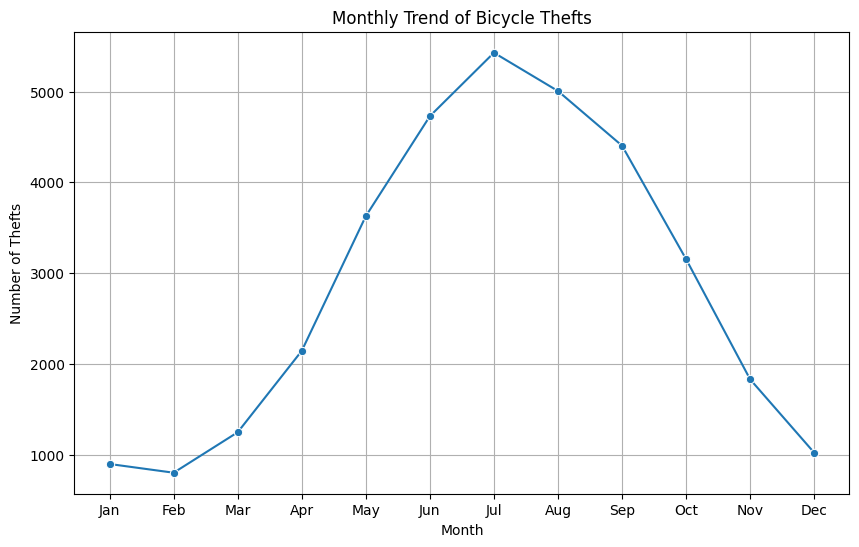 Monthly Trend of Bicycle Thefts
5000
4000
3000
2000
1000
Number of Thefts
Jan Feb Mar Apr May Jun Jul Aug Sep Oct Nov Dec
Month